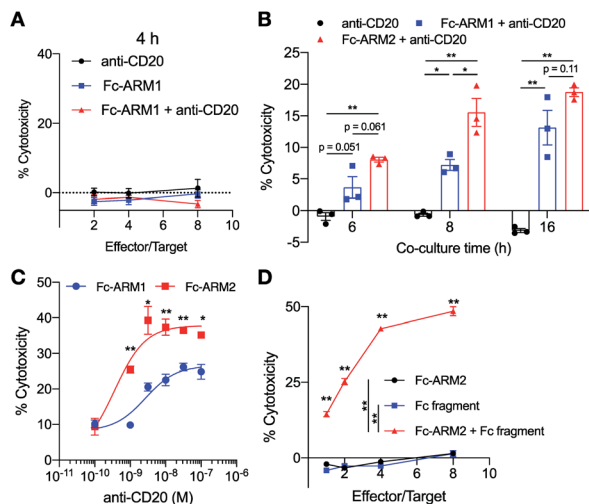 A
4 h
anti-CD20
Fc-ARM1
Fc-ARM1 + anti-CD20
% Cytotoxicity
40
20
0
2 4 6 8 10
Effector/Target
B
anti-CD20
Fc-ARM1 + anti-CD20
Fc-ARM2 + anti-CD20
% Cytotoxicity
25
20
15
10
5
0
-5
**
p = 0.061
p = 0.051
**
* *
**
p = 0.11
**
6 8 16
Co-culture time (h)
C
Fc-ARM1
Fc-ARM2
% Cytotoxicity
50
40
30
20
10
0
**
*
**
**
*
10⁻¹¹ 10⁻¹⁰ 10⁻⁹ 10⁻⁸ 10⁻⁷ 10⁻⁶
anti-CD20 (M)
D
% Cytotoxicity
50
25
0
**
**
**
**
**
**
Fc-ARM2
Fc fragment
Fc-ARM2 + Fc fragment
2 4 6 8 10
Effector/Target